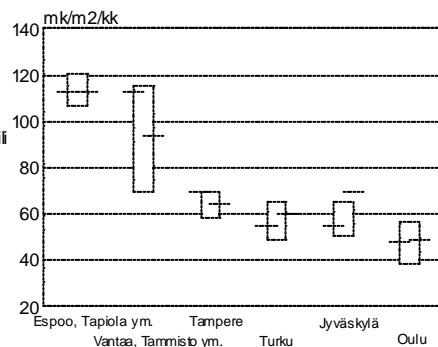 mk/m2/kk
140
120
100
ili
80
60
40
20
Espoo, Tapiola ym. Tampere Jyväskylä
Vantaa, Tammisto ym. Turku Oulu